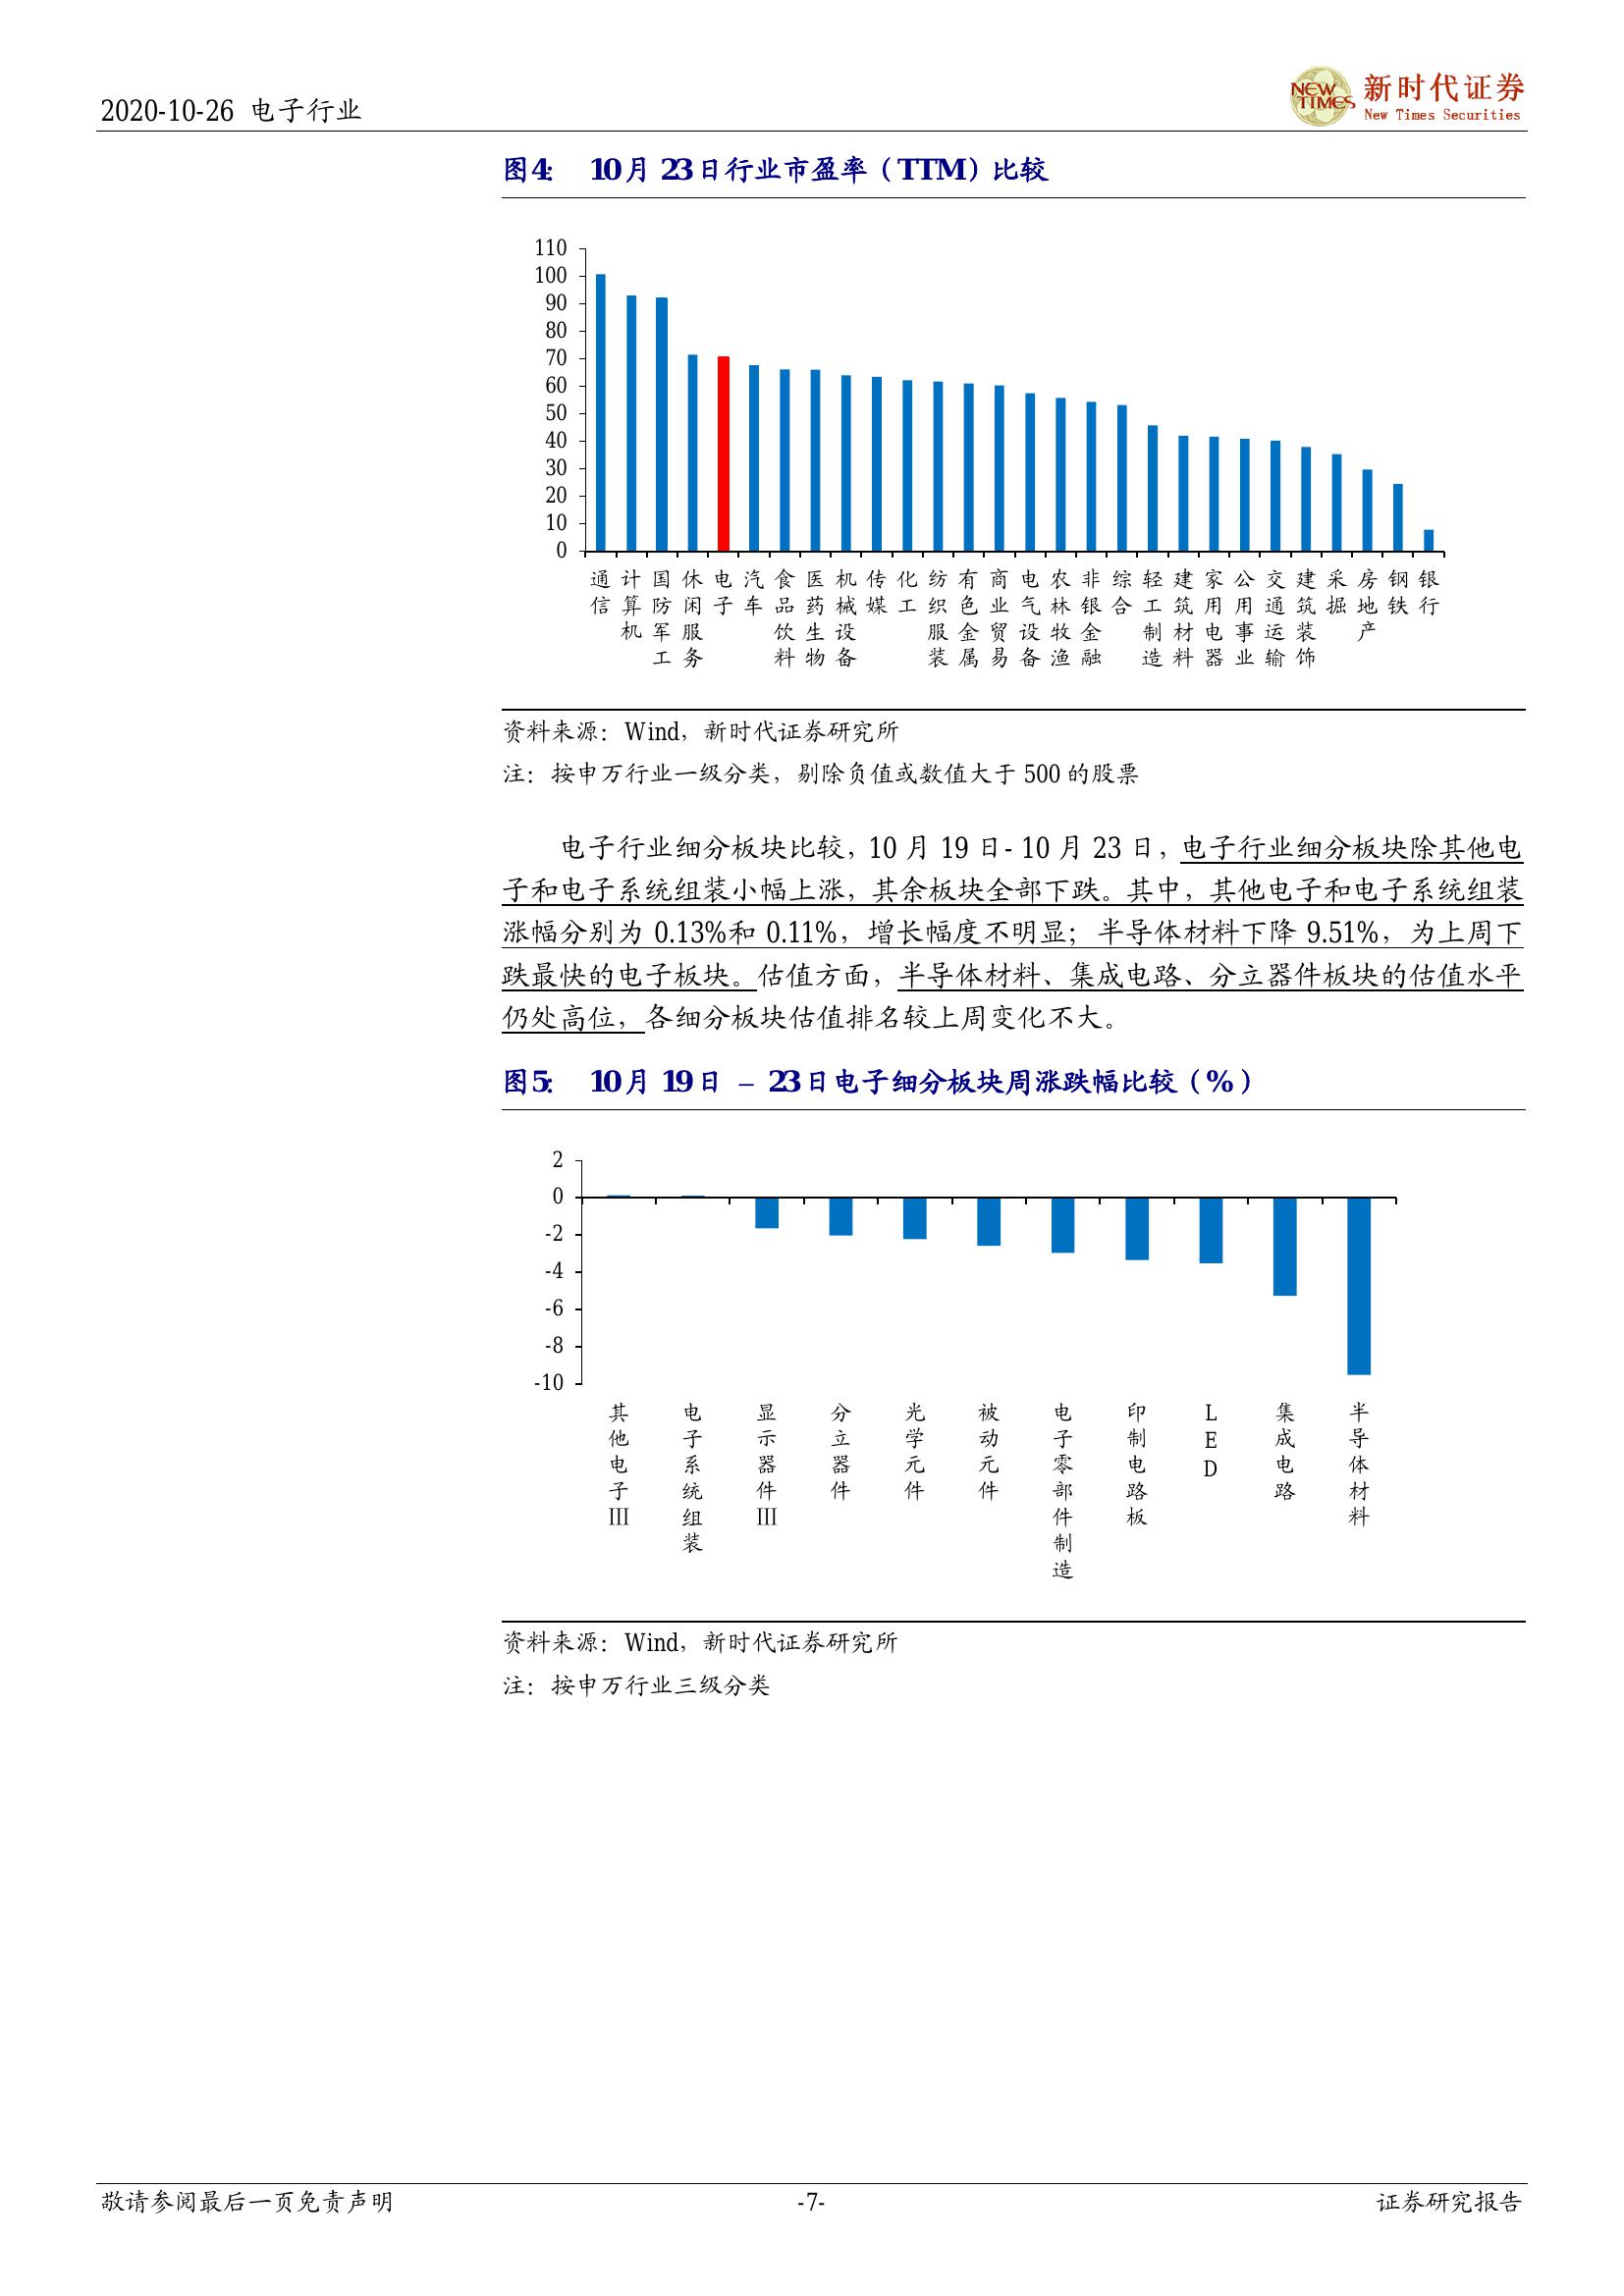 2020-10-26 电子行业
NEW TIMES
新时代证券
New Times Securities
图4: 10月 23日行业市盈率（TTM）比较
110
100
90
80
70
60
50
40
30
20
10
0
通信 计算机 国防军工 休闲服务 电子 汽车 食品饮料 医药生物 机械设备 传媒 化工 纺织服装 有色金属 商业贸易 电气设备 农林牧渔 非银金融 综合 轻工制造 建筑材料 家用电器 公用事业 交通运输 建筑装饰 采掘 房地产 钢铁 银行
资料来源：Wind，新时代证券研究所
注：按申万行业一级分类，剔除负值或数值大于 500 的股票
电子行业细分板块比较，10 月 19 日- 10 月 23 日，电子行业细分板块除其他电
子和电子系统组装小幅上涨，其余板块全部下跌。其中，其他电子和电子系统组装
涨幅分别为 0.13%和 0.11%，增长幅度不明显；半导体材料下降 9.51%，为上周下
跌最快的电子板块。估值方面，半导体材料、集成电路、分立器件板块的估值水平
仍处高位，各细分板块估值排名较上周变化不大。
图5: 10月 19日 – 23日电子细分板块周涨跌幅比较（%）
2
0
-2
-4
-6
-8
-10
其他电子III 电子系统组装 显示器件III 分立器件 光学元件 被动元件 电子零部件制造 印制电路板 LED 集成电路 半导体材料
资料来源：Wind，新时代证券研究所
注：按申万行业三级分类
敬请参阅最后一页免责声明
-7-
证券研究报告